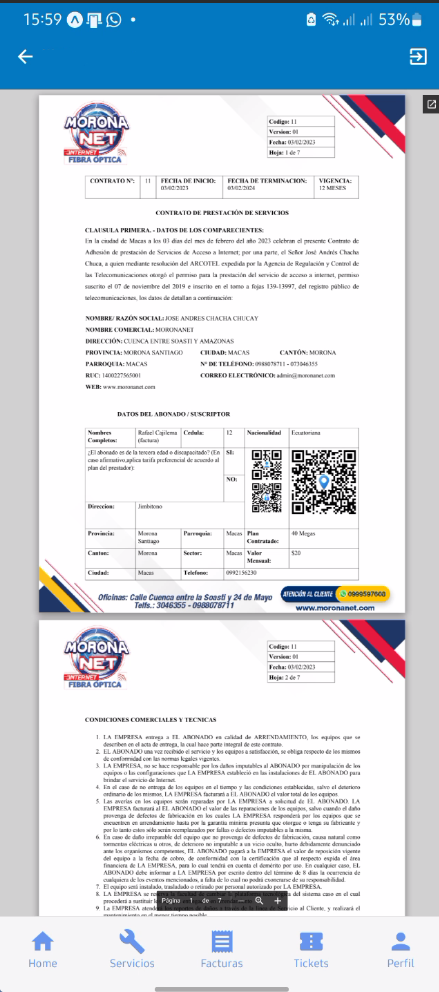 15:59
53%
MORONA
NET
INTERNET
FIBRA OPTICA
Codigo: 11
Version: 01
Fecha: 03/02/2023
Hoja: 1 de 7
CONTRATO Nº: 11 FECHA DE INICIO: 03/02/2023 FECHA DE TERMINACION: 03/02/2024 VIGENCIA: 12 MESES
CONTRATO DE PRESTACIÓN DE SERVICIOS
CLAUSULA PRIMERA. - DATOS DE LOS COMPARECIENTES:
En la ciudad de Macas a los 03 días del mes de febrero del año 2023 celebran el presente Contrato de
Adhesión de prestación de Servicios de Acceso a Internet; por una parte, el Señor José Andrés Chacha
Chuca, a quien mediante resolución del ARCOTEL expedida por la Agencia de Regulación y Control de
las Telecomunicaciones otorgó el permiso para la prestación del servicio de acceso a internet, permiso
suscrito el 07 de noviembre del 2019 e inscrito en el tomo a fojas 139-13997, del registro público de
telecomunicaciones, los datos de detallan a continuación:
NOMBRE/ RAZÓN SOCIAL: JOSE ANDRES CHACHA CHUCAY
NOMBRE COMERCIAL: MORONANET
DIRECCIÓN: CUENCA ENTRE SOASTI Y AMAZONAS
PROVINCIA: MORONA SANTIAGO CIUDAD: MACAS CANTÓN: MORONA
PARROQUIA: MACAS Nº DE TELÉFONO: 0988078711 - 073046355
RUC: 1400227565001 CORREO ELECTRÓNICO: admin@moronanet.com
WEB: www.moronanet.com
DATOS DEL ABONADO / SUSCRIPTOR
Nombres Completos: Rafael Cajilema (factura) Cedula: 12 Nacionalidad Ecuatoriana
¿El abonado es de la tercera edad o discapacitado? (En
caso afirmativo,aplica tarifa preferencial de acuerdo al
plan del prestador):
SI:
NO:
Direccion: Jimbitono
Provincia: Morona Santiago Parroquia: Macas Plan Contratado: 40 Megas
Canton: Morona Sector: Macas Valor Mensual: $20
Ciudad: Macas Telefono: 0992156230
Oficinas: Calle Cuenca entre la Soasti y 24 de Mayo
Telfs.: 3046355 - 0988078711
ATENCIÓN AL CLIENTE 0999597608
www.moronanet.com
MORONA
NET
INTERNET
FIBRA OPTICA
Codigo: 11
Version: 01
Fecha: 03/02/2023
Hoja: 2 de 7
CONDICIONES COMERCIALES Y TECNICAS
1. LA EMPRESA entrega a EL ABONADO en calidad de ARRENDAMIENTO, los equipos que se
describen en el acta de entrega, la cual hace parte integral de este contrato.
2. EL ABONADO una vez recibido el servicio y los equipos a satisfacción, se obliga respecto de los mismos
de conformidad con las normas legales vigentes.
3. LA EMPRESA, no se hace responsable por los daños imputables al ABONADO por manipulación de los
equipos o las configuraciones que LA EMPRESA estableció en las instalaciones de EL ABONADO para
brindar el servicio de Internet.
4. En el caso de no entrega de los equipos en el tiempo y las condiciones establecidas, salvo el deterioro
ordinario de los mismos, LA EMPRESA facturará a EL ABONADO el valor total de los equipos.
5. Las averías en los equipos serán reparadas por LA EMPRESA a solicitud de EL ABONADO. LA
EMPRESA facturará al EL ABONADO el valor de las reparaciones de los equipos, salvo cuando el daño
provenga de defectos de fabricación en los cuales LA EMPRESA responderá por los equipos que se
encuentren en arrendamiento hasta por la garantía mínima presunta que otorgue o tenga su fabricante y
por lo tanto éstos sólo serán reemplazados por fallas o defectos imputables a la misma.
6. En caso de daño irreparable del equipo que no provenga de defectos de fabricación, causa natural como
tormentas eléctricas u otros, de deterioro no imputable a un vicio oculto, hurto debidamente denunciado
ante los organismos competentes, EL ABONADO pagará a LA EMPRESA el valor de reposición vigente
del equipo a la fecha de cobro, de conformidad con la certificación que al respecto expida el área
financiera de LA EMPRESA, para lo cual tendrá en cuenta el demérito por uso. En cualquier caso, EL
ABONADO debe informar a LA EMPRESA por escrito dentro del término de 8 días la ocurrencia de
cualquiera de los eventos mencionados, a falta de lo cual no podrá exonerarse de su responsabilidad.
7. El equipo será instalado, trasladado o retirado por personal autorizado por LA EMPRESA.
8. LA EMPRESA se
procederá a sustituir
9. LA EMPRESA
Página 1 de 7
Home
Servicios
Facturas
Tickets
Perfil